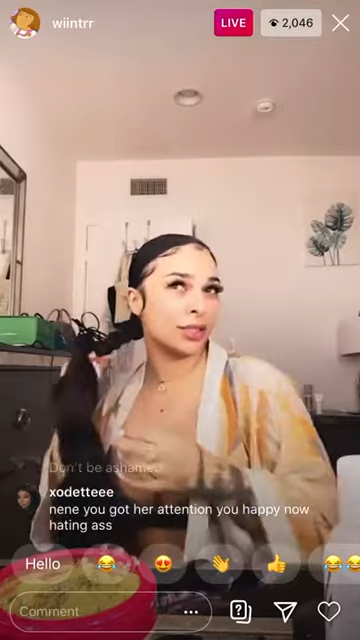 wiintrr
LIVE
2,046
Don't be ashamed
xodetteee
nene you got her attention you happy now
hating ass
Hello
Comment